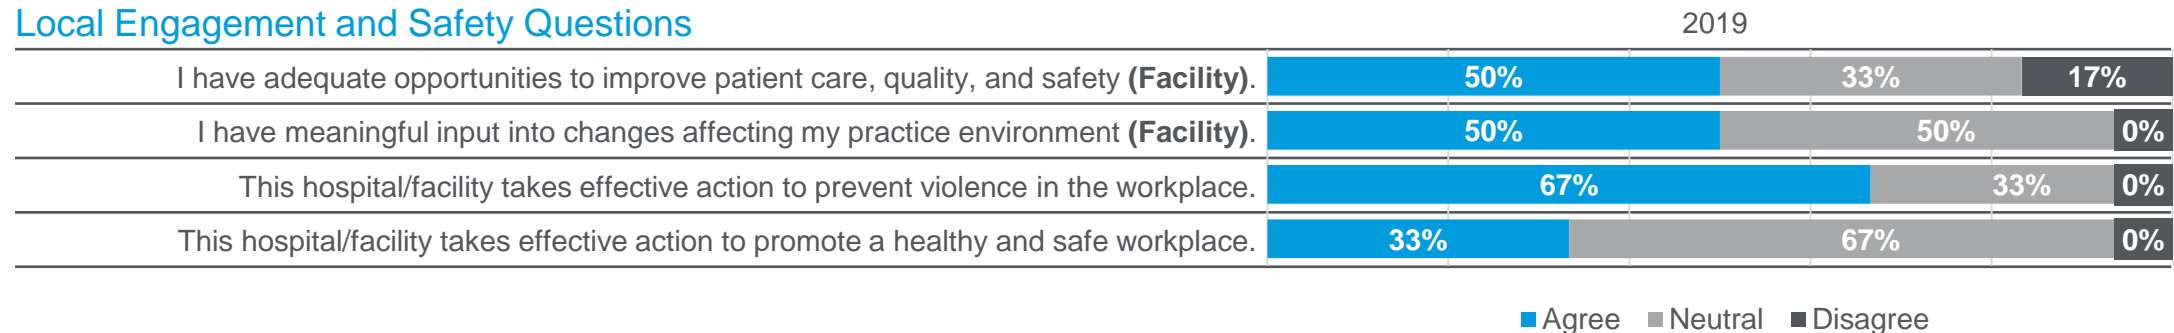 Local Engagement and Safety Questions 2019
I have adequate opportunities to improve patient care, quality, and safety (Facility). 50% 33% 17%
I have meaningful input into changes affecting my practice environment (Facility). 50% 50% 0%
This hospital/facility takes effective action to prevent violence in the workplace. 67% 33% 0%
This hospital/facility takes effective action to promote a healthy and safe workplace. 33% 67% 0%
Agree Neutral Disagree